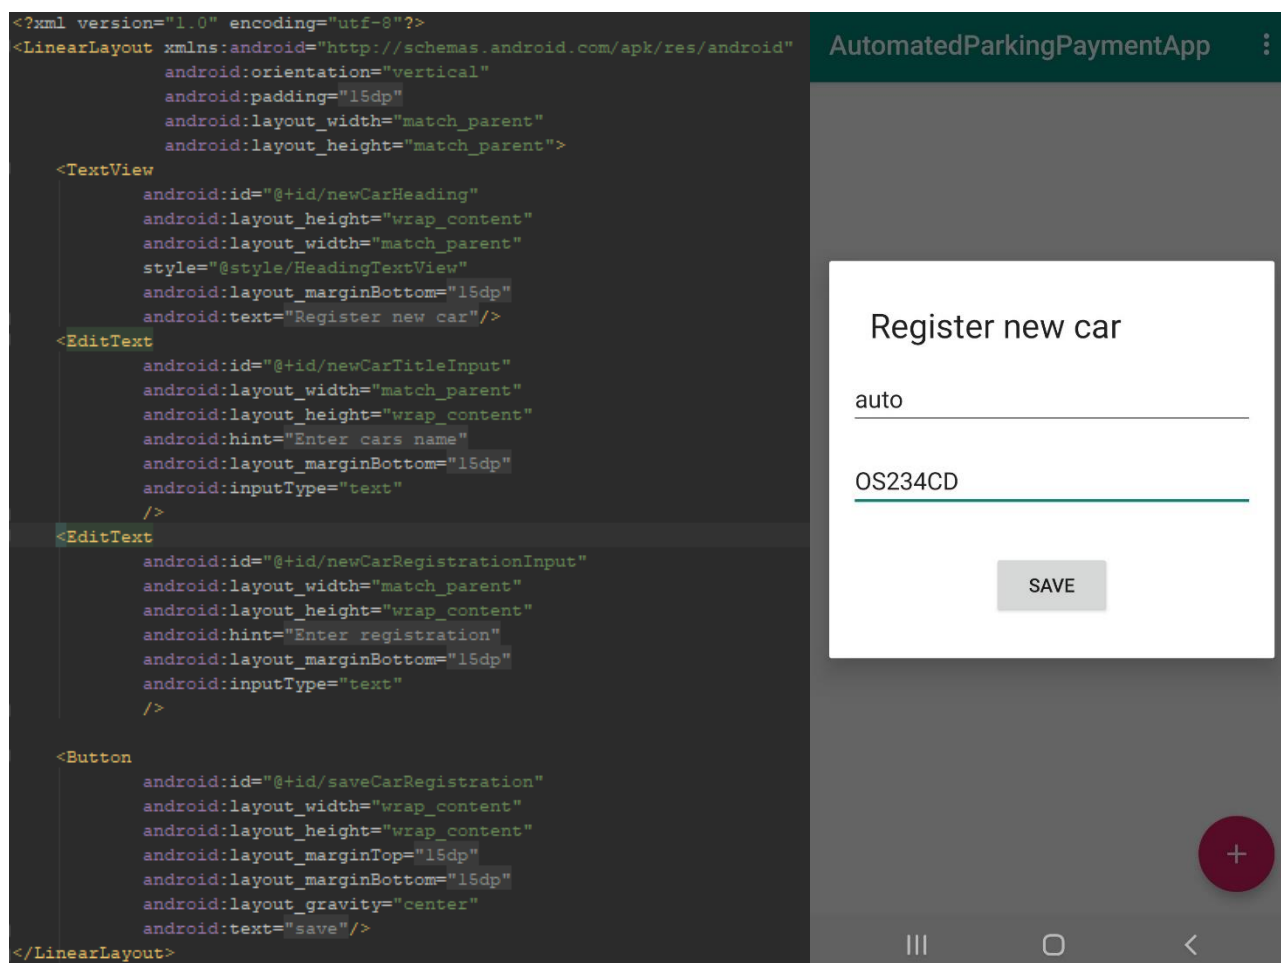 <?xml version="1.0" encoding="utf-8"?>
<LinearLayout xmlns:android="http://schemas.android.com/apk/res/android"
android:orientation="vertical"
android:padding="15dp"
android:layout_width="match_parent"
android:layout_height="match_parent">
<TextView
android:id="@+id/newCarHeading"
android:layout_height="wrap_content"
android:layout_width="match_parent"
style="@style/HeadingTextView"
android:layout_marginBottom="15dp"
android:text="Register new car"/>
<EditText
android:id="@+id/newCarTitleInput"
android:layout_width="match_parent"
android:layout_height="wrap_content"
android:hint="Enter cars name"
android:layout_marginBottom="15dp"
android:inputType="text"
/>
<EditText
android:id="@+id/newCarRegistrationInput"
android:layout_width="match_parent"
android:layout_height="wrap_content"
android:hint="Enter registration"
android:layout_marginBottom="15dp"
android:inputType="text"
/>
<Button
android:id="@+id/saveCarRegistration"
android:layout_width="wrap_content"
android:layout_height="wrap_content"
android:layout_marginTop="15dp"
android:layout_marginBottom="15dp"
android:layout_gravity="center"
android:text="save"/>
</LinearLayout>
AutomatedParkingPaymentApp
Register new car
auto
OS234CD
SAVE
+